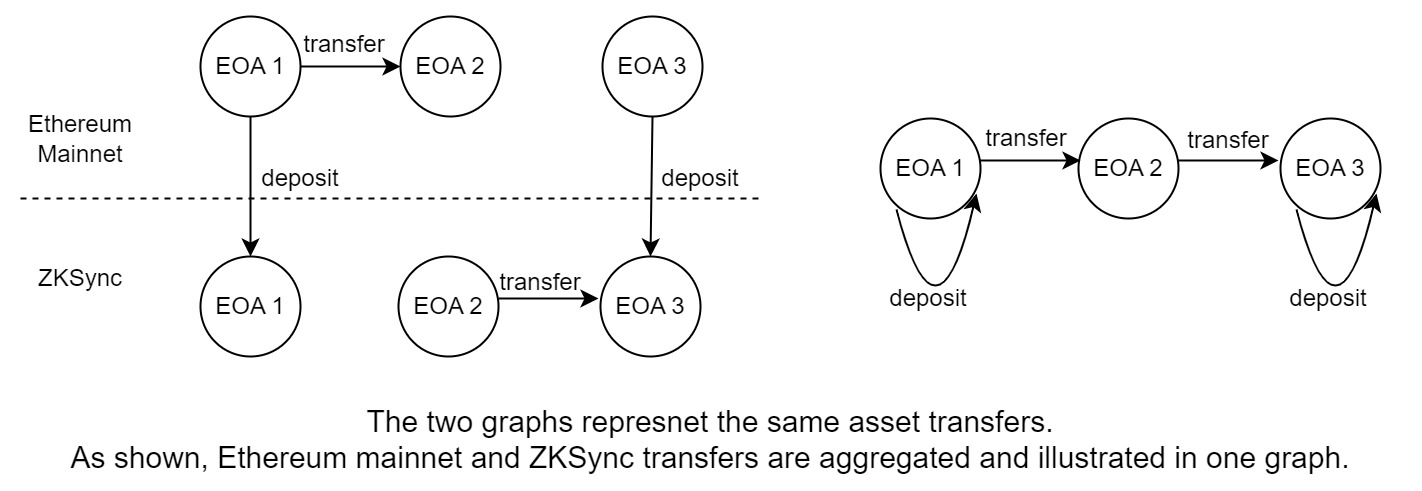 EOA 1
transfer
EOA 2
EOA 3
Ethereum
Mainnet
deposit
deposit
ZKSync
EOA 1
EOA 2
transfer
EOA 3
EOA 1
transfer
EOA 2
transfer
EOA 3
deposit
deposit
The two graphs represnet the same asset transfers.
As shown, Ethereum mainnet and ZKSync transfers are aggregated and illustrated in one graph.